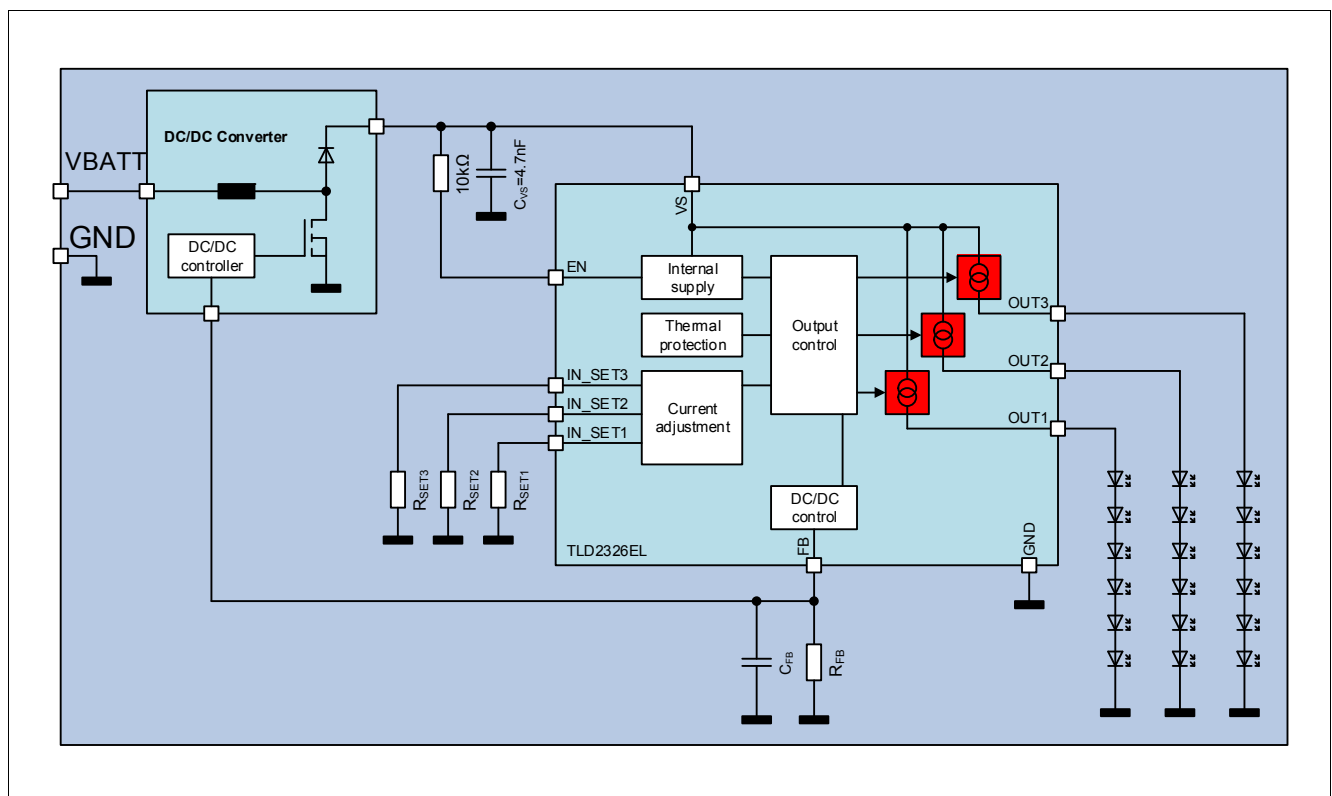 DC/DC Converter
VBATT
GND
DC/DC
controller
10kΩ
CVS=4.7nF
VS
EN
Internal
supply
Thermal
protection
Output
control
IN_SET3
IN_SET2
IN_SET1
Current
adjustment
OUT3
OUT2
OUT1
RSET3
RSET2
RSET1
DC/DC
control
TLD2326EL
FB
GND
CFB
RFB